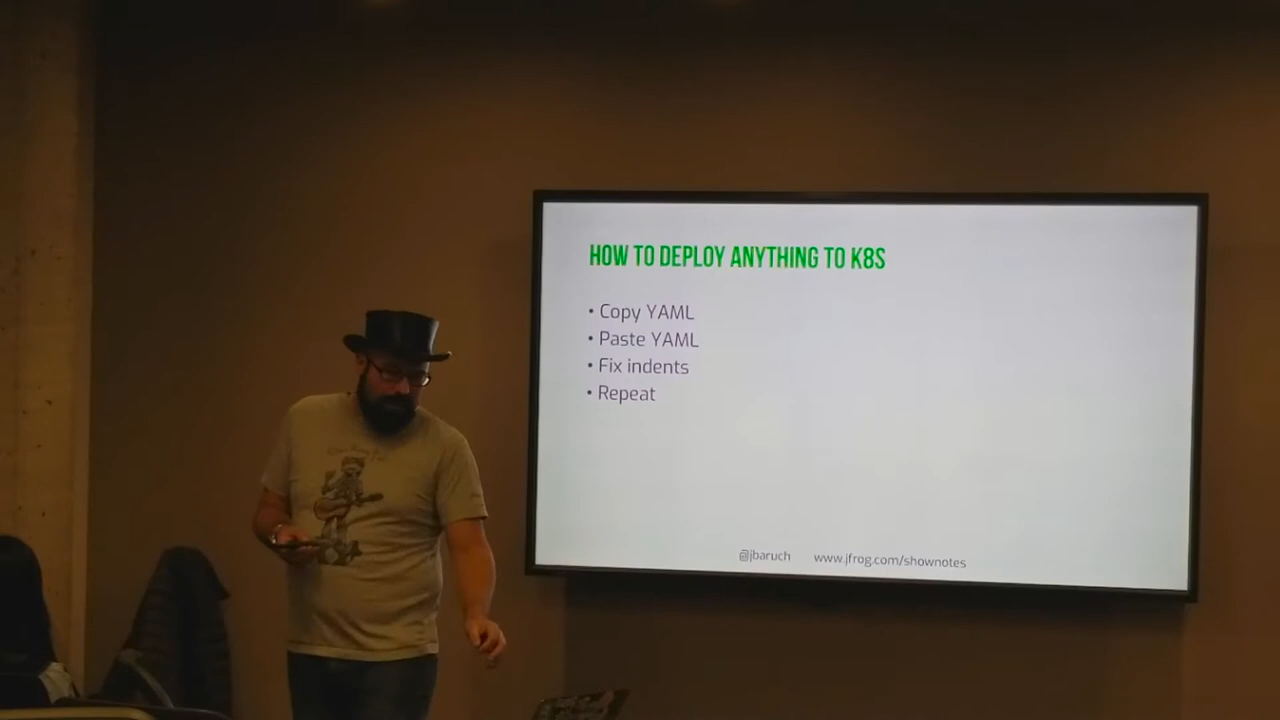 HOW TO DEPLOY ANYTHING TO K8S
• Copy YAML
• Paste YAML
• Fix indents
• Repeat
@jbaruch www.jfrog.com/shownotes